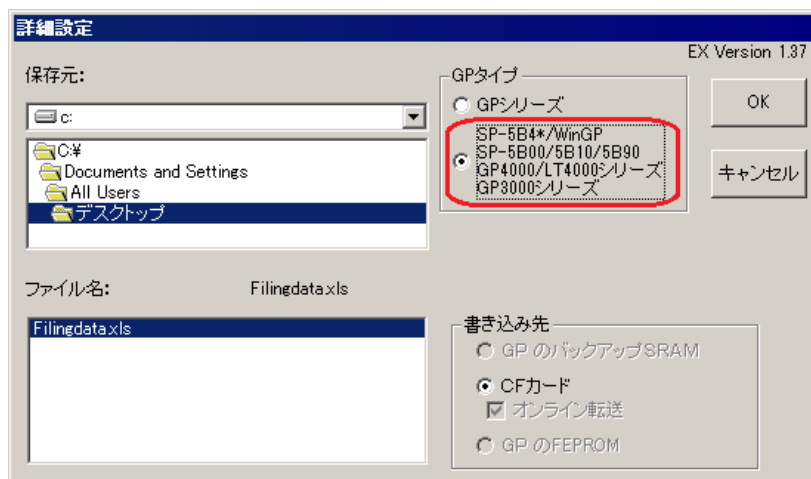 詳細設定
EX Version 1.37
保存元:
c:
C:¥
Documents and Settings
All Users
デスクトップ
GPタイプ
GPシリーズ
SP-5B4*/WinGP
SP-5B00/5B10/5B90
GP4000/LT4000シリーズ
GP3000シリーズ
OK
キャンセル
ファイル名:
Filingdata.xls
Filingdata.xls
書き込み先
GP のバックアップSRAM
CFカード
オンライン転送
GP のFEPROM